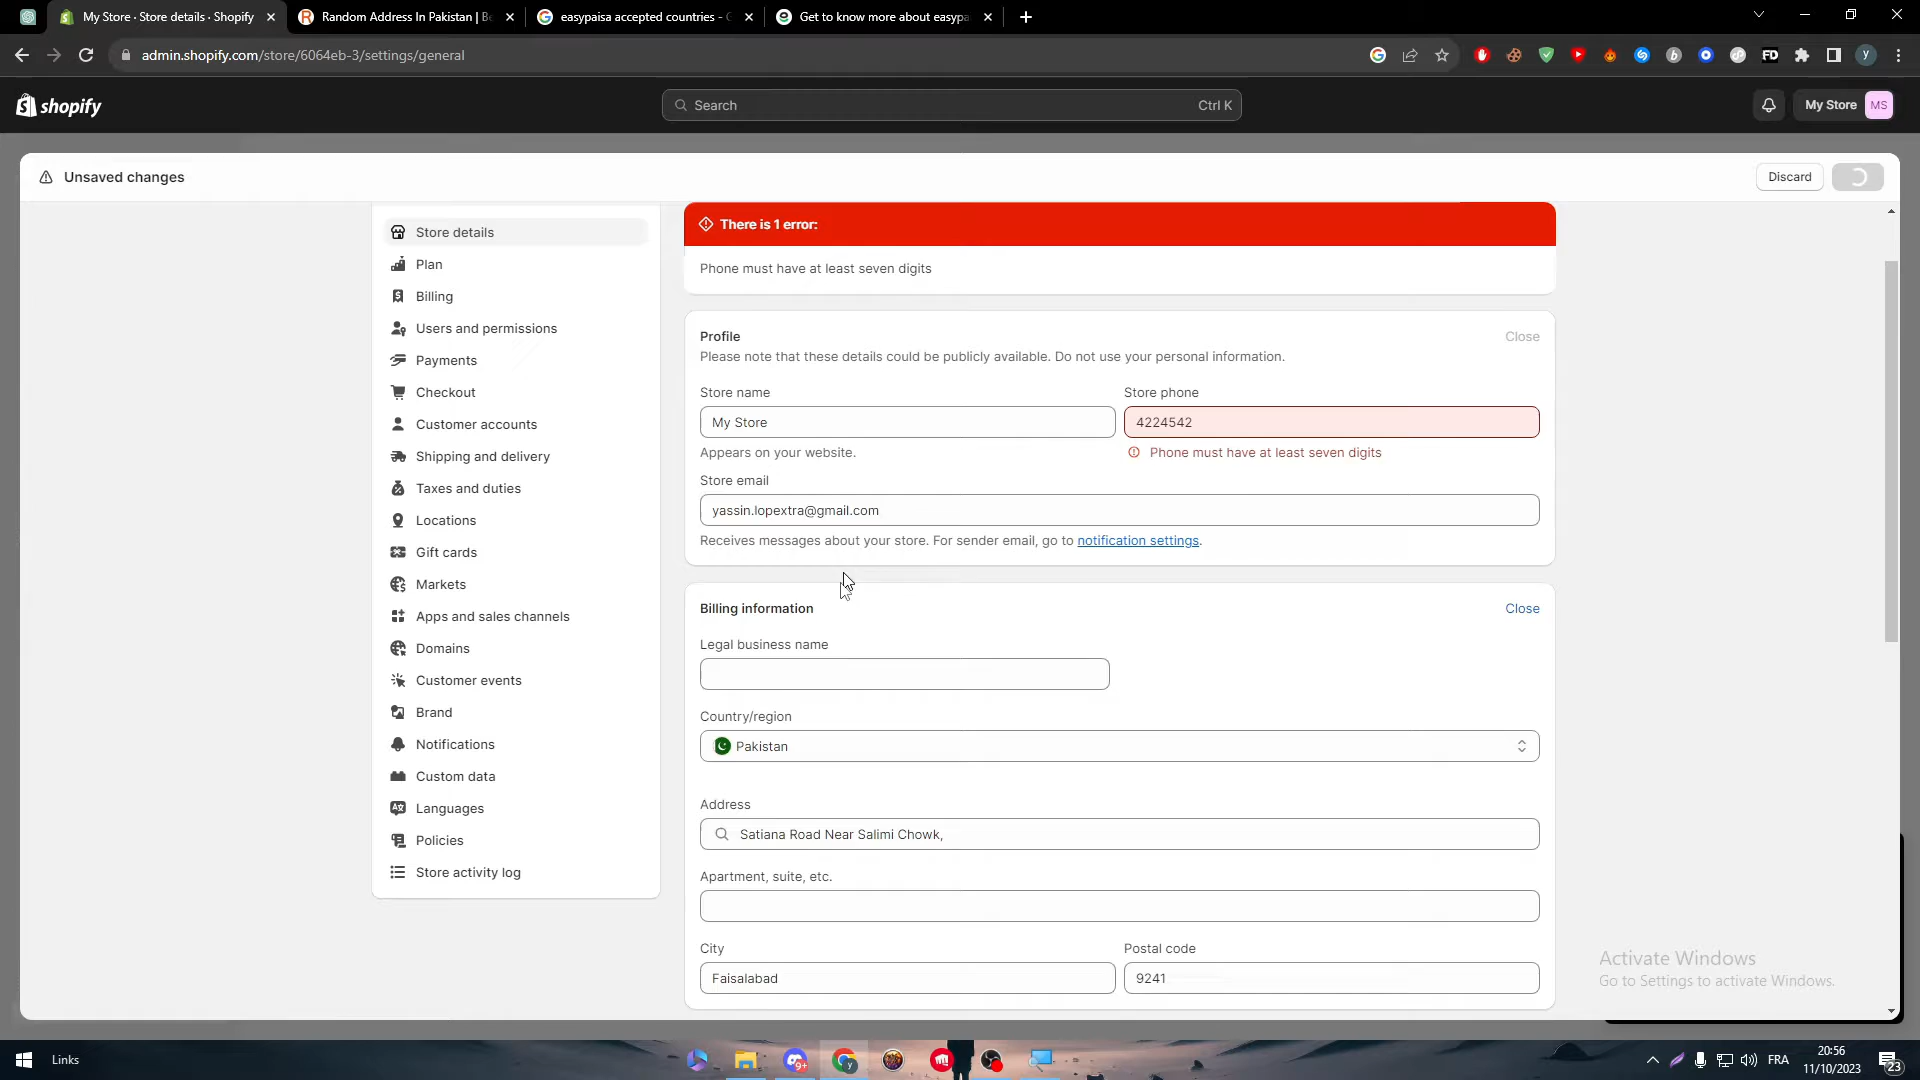 My Store · Store details · Shopify
Random Address In Pakistan | Be
easypaisa accepted countries - G
Get to know more about easypa
admin.shopify.com/store/6064eb-3/settings/general
FD
y
shopify
Search
Ctrl K
My Store
MS
Unsaved changes
Discard
Store details
Plan
Billing
Users and permissions
Payments
Checkout
Customer accounts
Shipping and delivery
Taxes and duties
Locations
Gift cards
Markets
Apps and sales channels
Domains
Customer events
Brand
Notifications
Custom data
Languages
Policies
Store activity log
There is 1 error:
Phone must have at least seven digits
Profile
Close
Please note that these details could be publicly available. Do not use your personal information.
Store name
Store phone
My Store
4224542
Appears on your website.
Phone must have at least seven digits
Store email
yassin.lopextra@gmail.com
Receives messages about your store. For sender email, go to notification settings.
Billing information
Close
Legal business name
Country/region
Pakistan
Address
Satiana Road Near Salimi Chowk,
Apartment, suite, etc.
City
Postal code
Faisalabad
9241
Activate Windows
Go to Settings to activate Windows.
Links
9+
FRA
20:56
11/10/2023
23